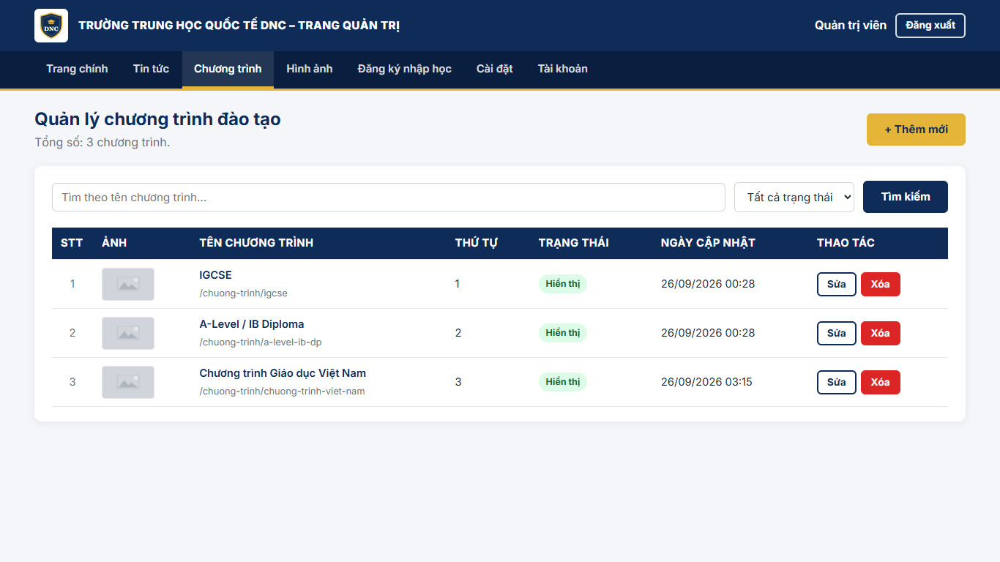 DNC
TRƯỜNG TRUNG HỌC QUỐC TẾ DNC – TRANG QUẢN TRỊ
Quản trị viên
Đăng xuất
Trang chính
Tin tức
Chương trình
Hình ảnh
Đăng ký nhập học
Cài đặt
Tài khoản
Quản lý chương trình đào tạo
Tổng số: 3 chương trình.
+ Thêm mới
Tìm theo tên chương trình...
Tất cả trạng thái
Tìm kiếm
STT ẢNH TÊN CHƯƠNG TRÌNH THỨ TỰ TRẠNG THÁI NGÀY CẬP NHẬT THAO TÁC
1 IGCSE 1 Hiển thị 26/09/2026 00:28 Sửa Xóa
/chuong-trinh/igcse
2 A-Level / IB Diploma 2 Hiển thị 26/09/2026 00:28 Sửa Xóa
/chuong-trinh/a-level-ib-dp
3 Chương trình Giáo dục Việt Nam 3 Hiển thị 26/09/2026 03:15 Sửa Xóa
/chuong-trinh/chuong-trinh-viet-nam